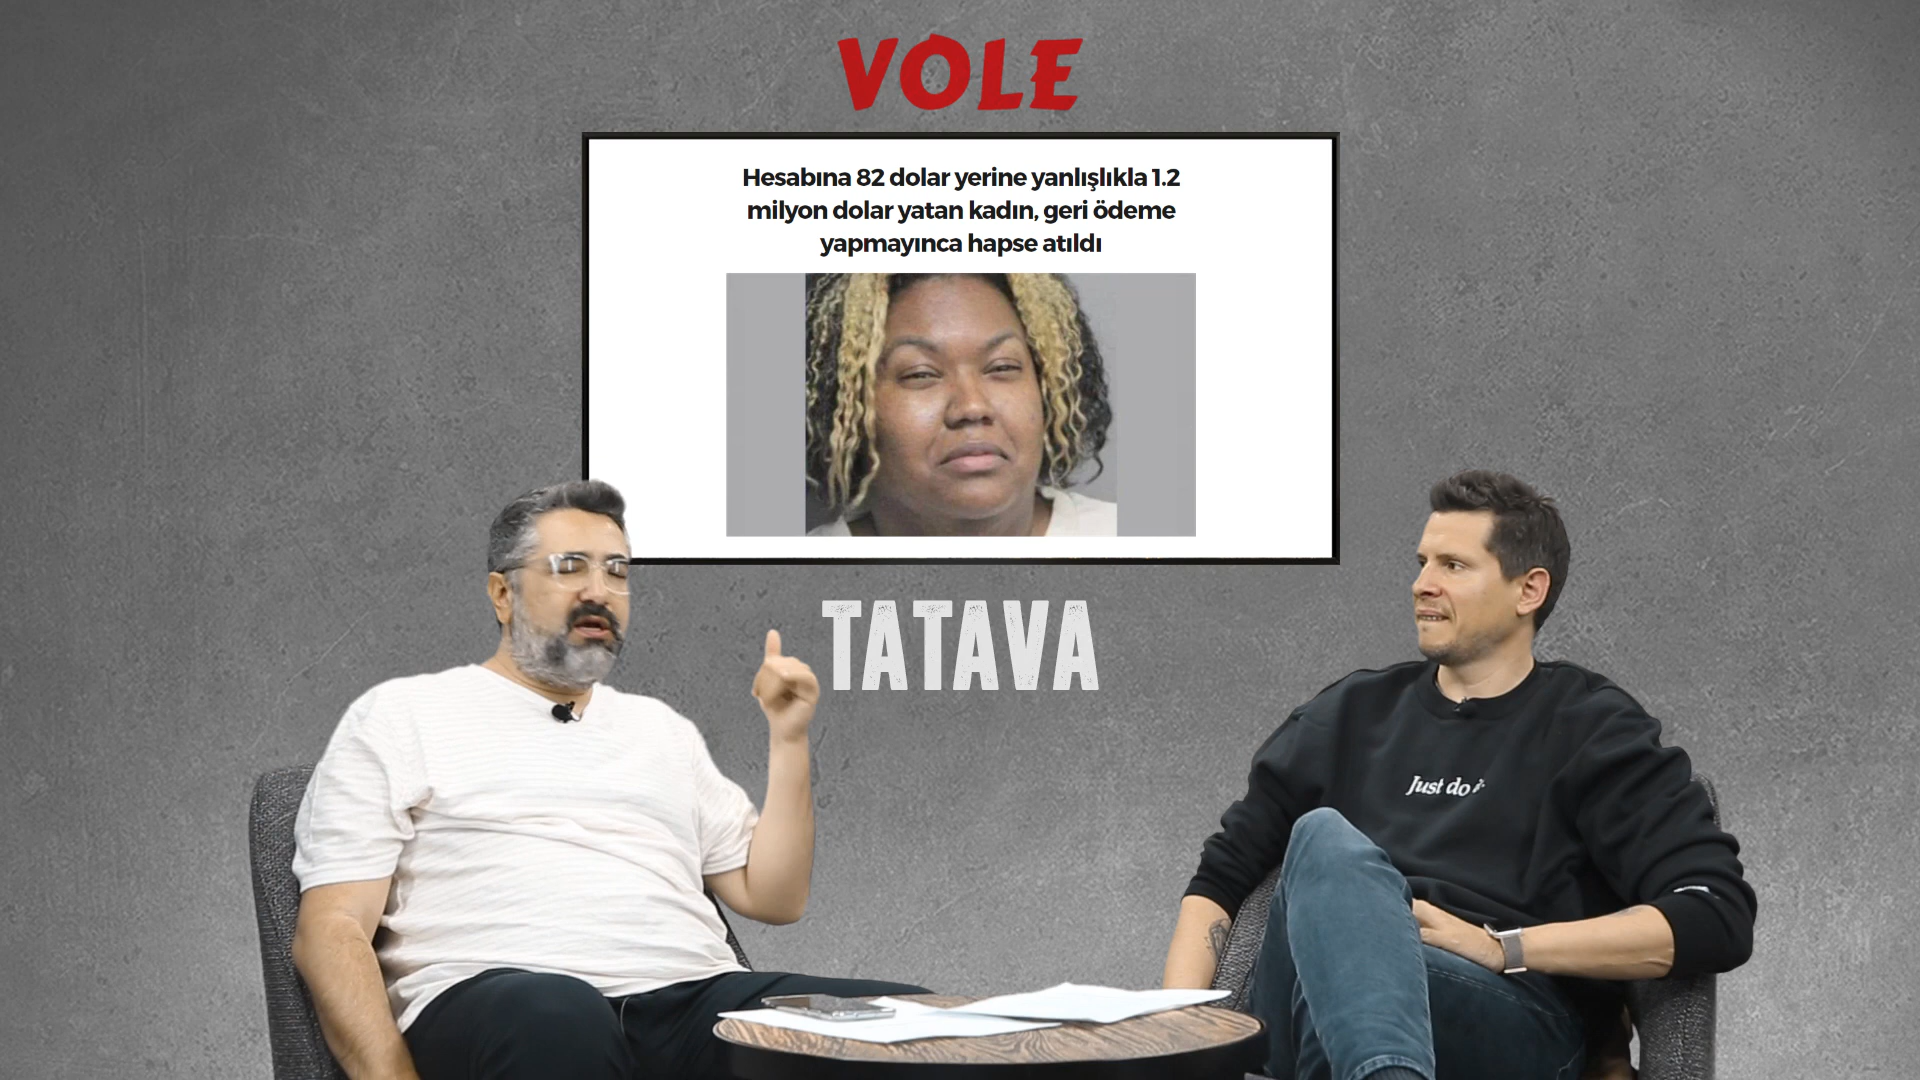 VOLE
Hesabına 82 dolar yerine yanlışlıkla 1.2
milyon dolar yatan kadın, geri ödeme
yapmayınca hapse atıldı
TATAVA
Just do it